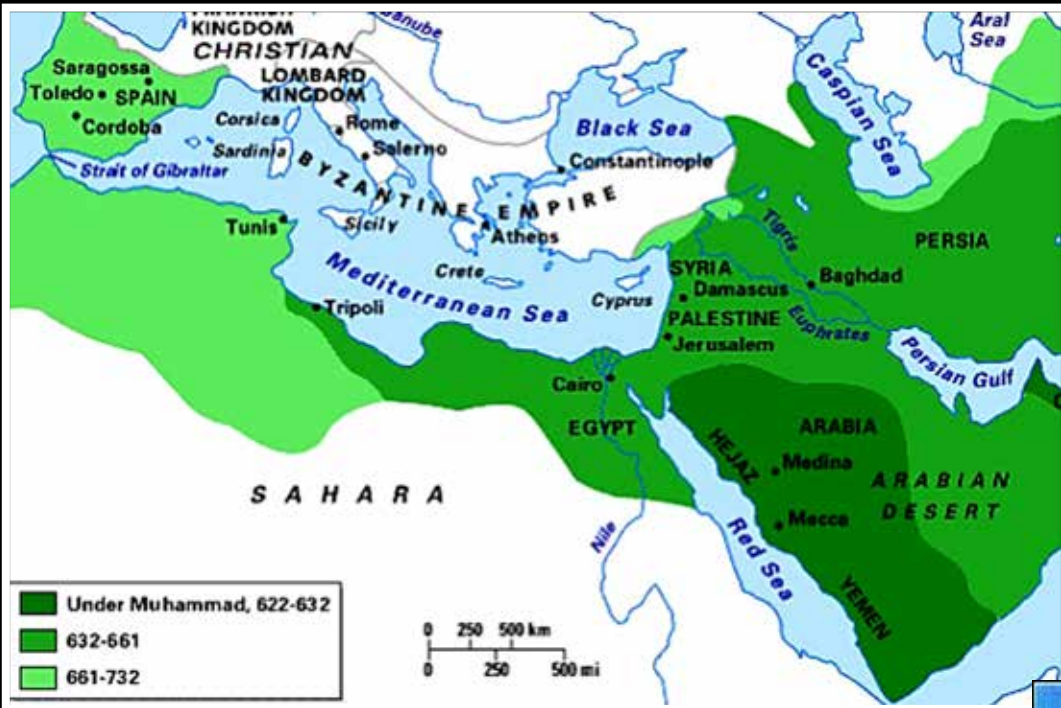 KINGDOM
CHRISTIAN
LOMBARD
KINGDOM
Danube
Aral
Sea
Caspian Sea
Saragossa
Toledo
SPAIN
Cordoba
Corsica
Sardinia
Strait of Gibraltar
Rome
Salerno
Black Sea
Constantinople
BYZANTINE EMPIRE
Tunis
Sicily
Athens
Crete
Cyprus
Mediterranean Sea
Tripoli
SYRIA
Damascus
PALESTINE
Jerusalem
Tigris
Baghdad
Euphrates
PERSIA
Persian Gulf
Cairo
EGYPT
Nile
SAHARA
HEJAZ
ARABIA
Medina
Mecca
ARABIAN
DESERT
Red Sea
YEMEN
Under Muhammad, 622-632
632-661
661-732
0 250 500 km
0 250 500 mi